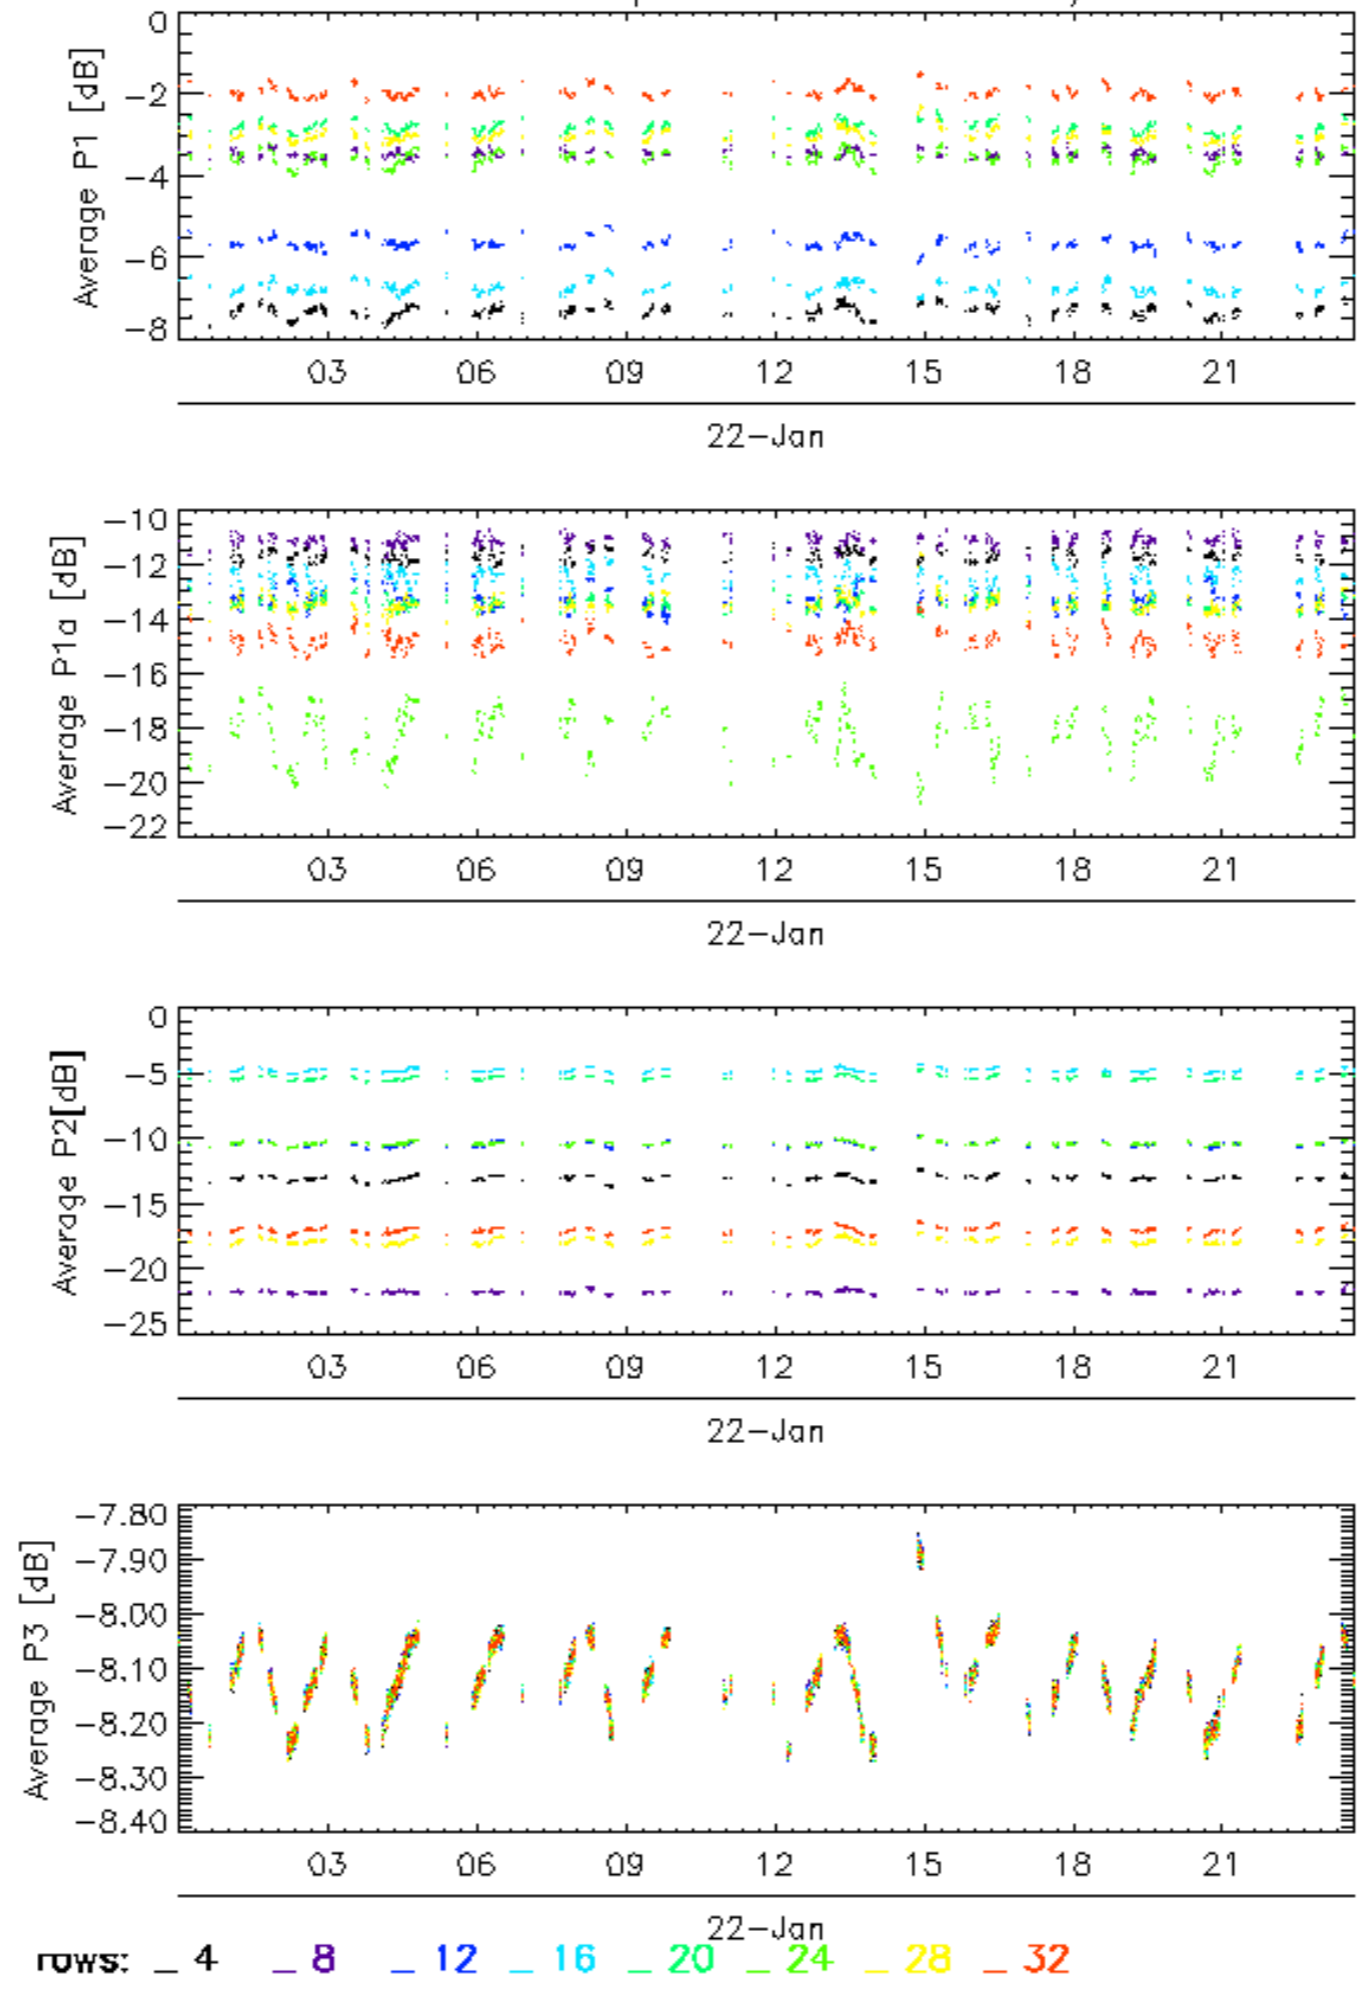 0
-2
-4
-6
-8
Average P1 [dB]
03 06 09 12 15 18 21
22-Jan
-10
-12
-14
-16
-18
-20
-22
Average P1a [dB]
03 06 09 12 15 18 21
22-Jan
0
-5
-10
-15
-20
-25
Average P2[dB]
03 06 09 12 15 18 21
22-Jan
-7.80
-7.90
-8.00
-8.10
-8.20
-8.30
-8.40
Average P3 [dB]
03 06 09 12 15 18 21
22-Jan
rows: _ 4 _ 8 _ 12 _ 16 _ 20 _ 24 _ 28 _ 32